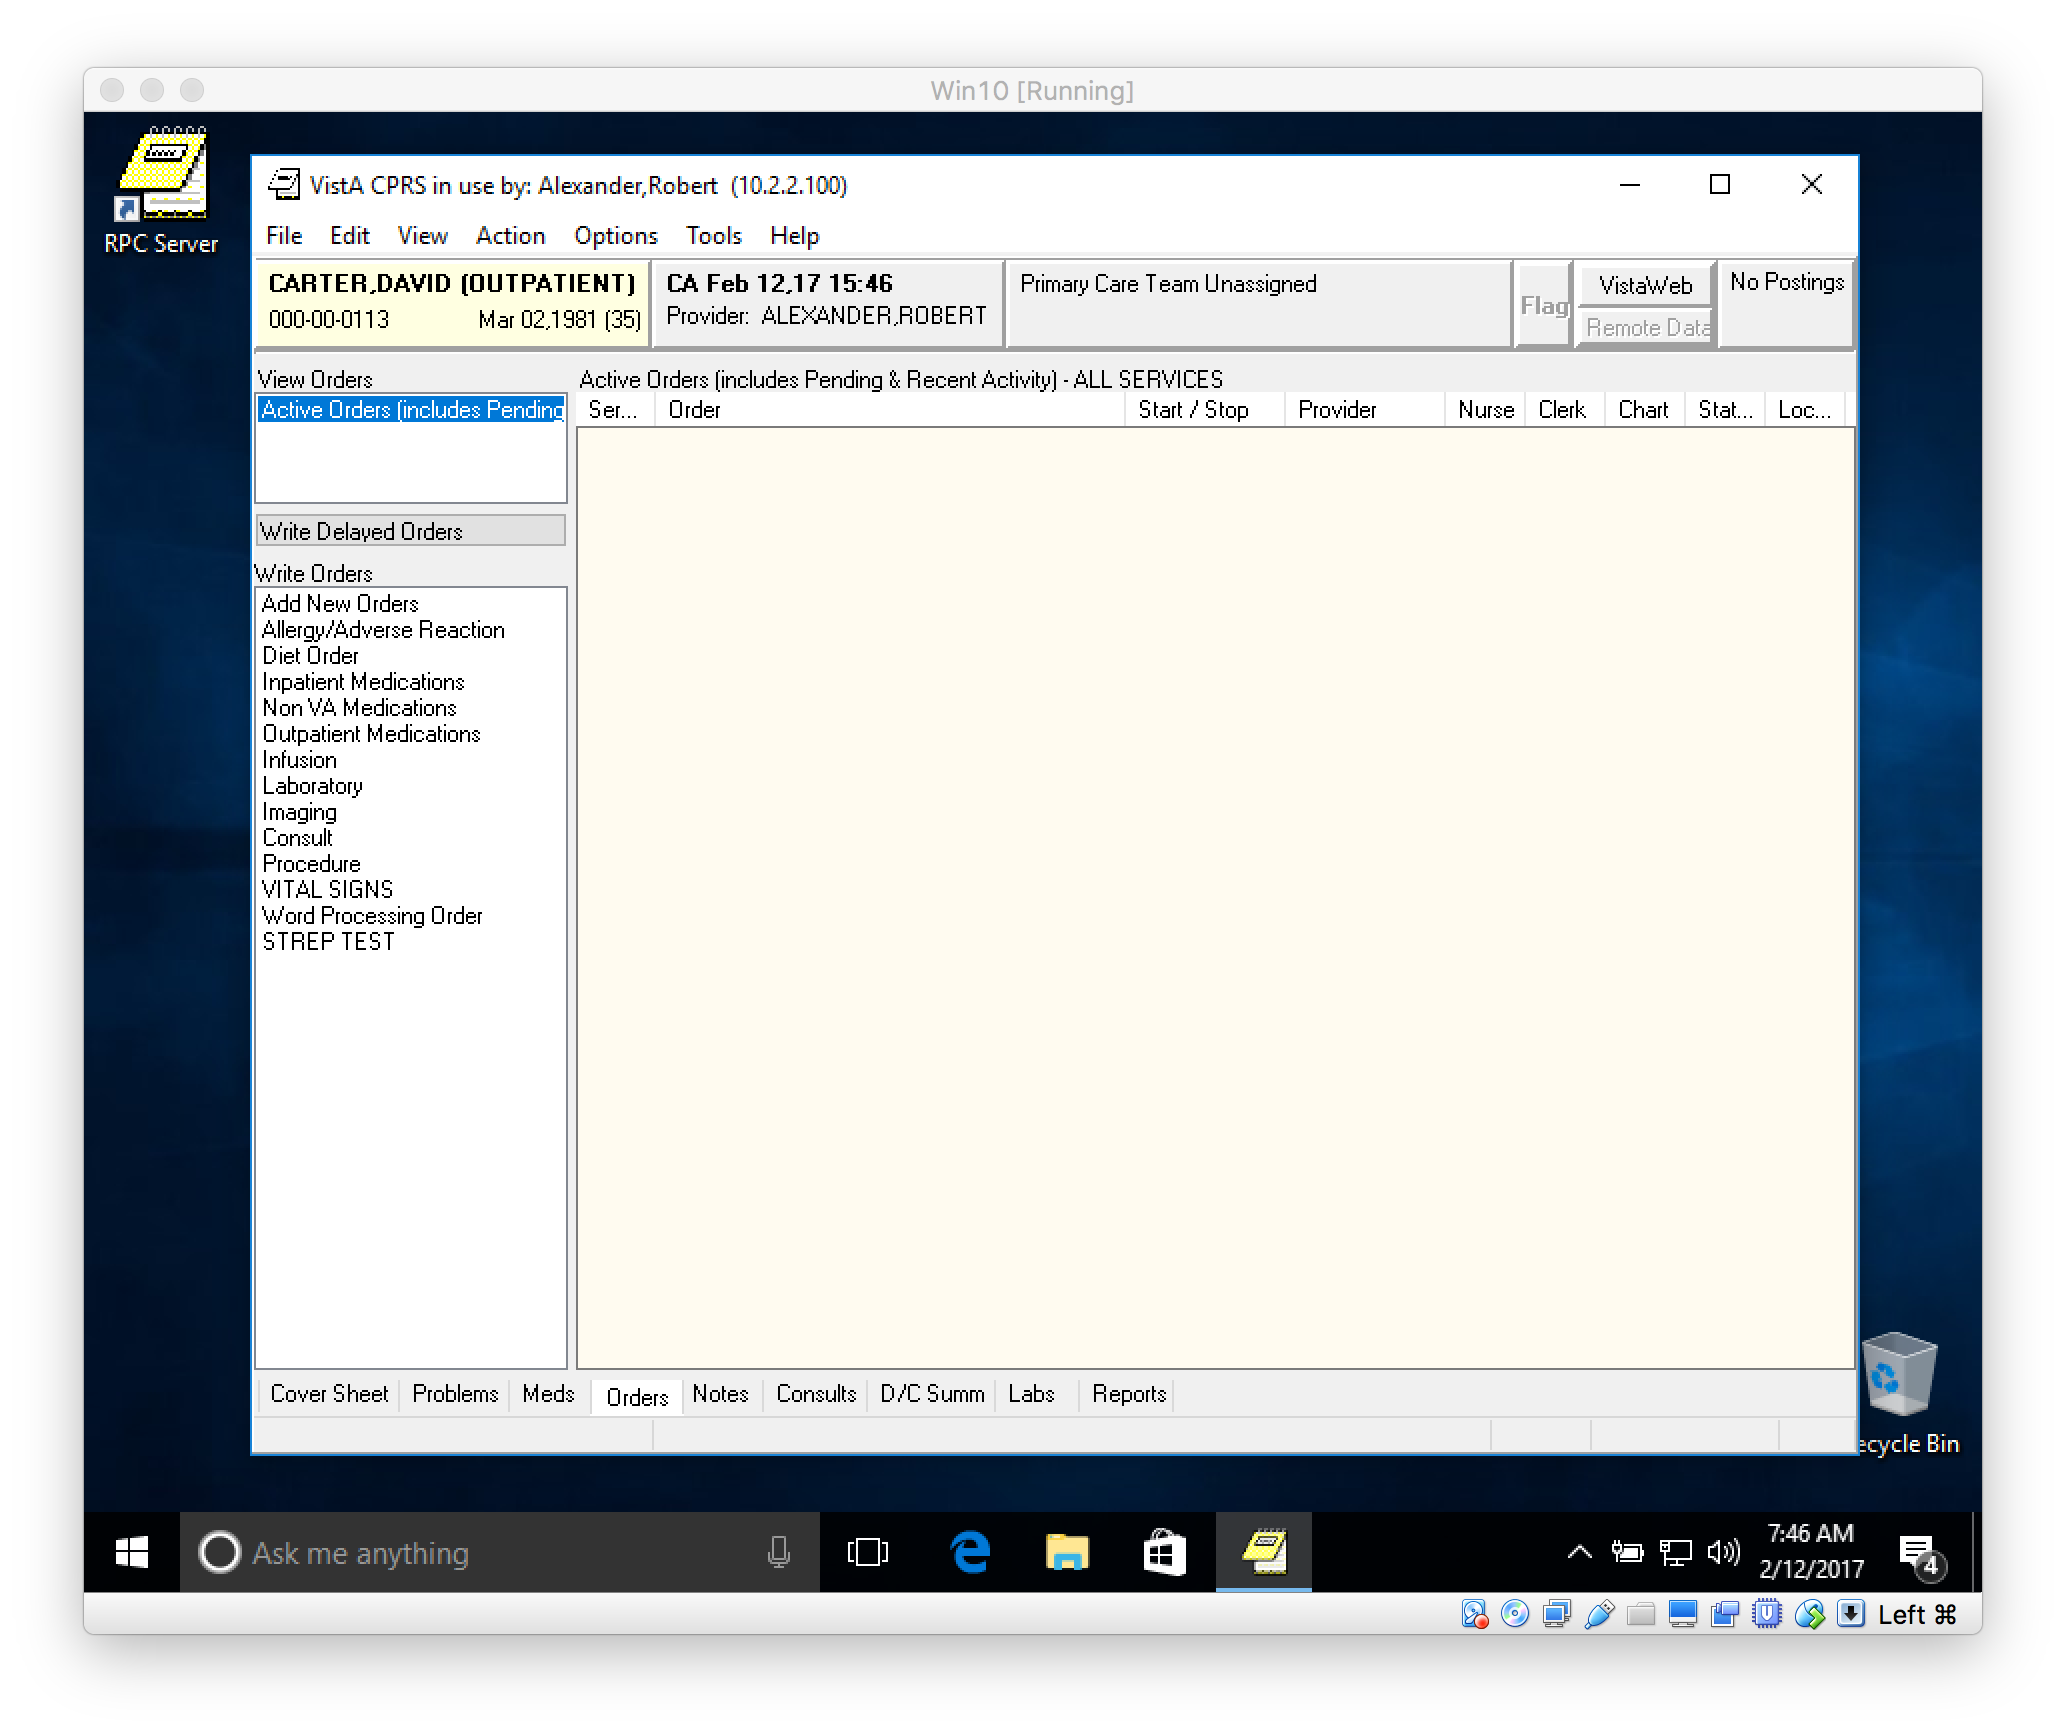 Win10 [Running]
RPC Server
VistA CPRS in use by: Alexander,Robert (10.2.2.100)
File Edit View Action Options Tools Help
CARTER,DAVID (OUTPATIENT)
000-00-0113 Mar 02,1981 (35)
CA Feb 12,17 15:46
Provider: ALEXANDER,ROBERT
Primary Care Team Unassigned
Flag
VistaWeb
Remote Data
No Postings
View Orders
Active Orders (includes Pending
Write Delayed Orders
Write Orders
Add New Orders
Allergy/Adverse Reaction
Diet Order
Inpatient Medications
Non VA Medications
Outpatient Medications
Infusion
Laboratory
Imaging
Consult
Procedure
VITAL SIGNS
Word Processing Order
STREP TEST
Active Orders (includes Pending & Recent Activity) - ALL SERVICES
Ser... Order Start / Stop Provider Nurse Clerk Chart Stat... Loc...
Cover Sheet Problems Meds Orders Notes Consults D/C Summ Labs Reports
ecycle Bin
Ask me anything
7:46 AM
2/12/2017
4
Left ⌘